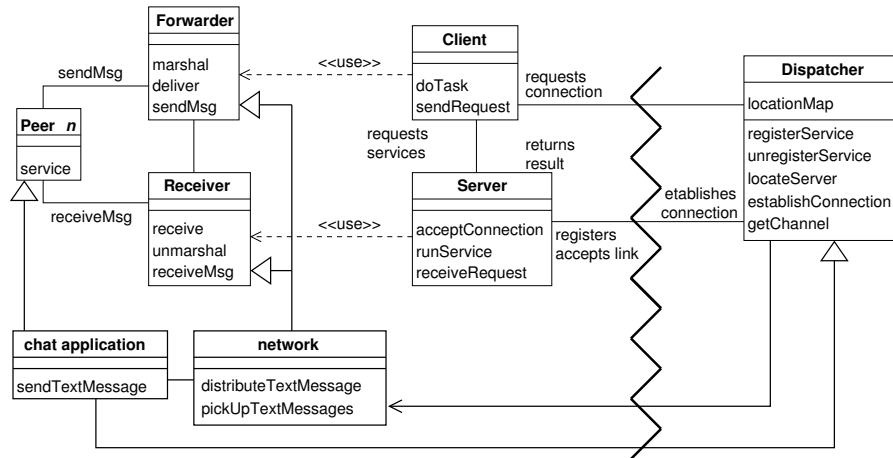 Forwarder
marshal
deliver
sendMsg
sendMsg
Peer n
service
receiveMsg
Receiver
receive
unmarshal
receiveMsg
<<use>>
<<use>>
Client
doTask
sendRequest
requests
services
returns
result
Server
acceptConnection
runService
receiveRequest
requests
connection
etablishes
connection
registers
accepts link
Dispatcher
locationMap
registerService
unregisterService
locateServer
establishConnection
getChannel
chat application
sendTextMessage
network
distributeTextMessage
pickUpTextMessages